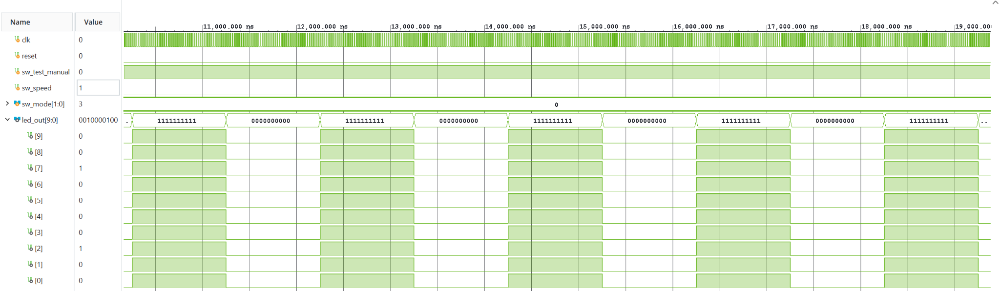 Name Value
11,000.000 ns 12,000.000 ns 13,000.000 ns 14,000.000 ns 15,000.000 ns 16,000.000 ns 17,000.000 ns 18,000.000 ns 19,000.00
clk 0
reset 0
sw_test_manual 0
sw_speed 1
sw_mode[1:0] 3 0
led_out[9:0] 0010000100 . 1111111111 0000000000 1111111111 0000000000 1111111111 0000000000 1111111111 0000000000 1111111111 ..
[9] 0
[8] 0
[7] 1
[6] 0
[5] 0
[4] 0
[3] 0
[2] 1
[1] 0
[0] 0